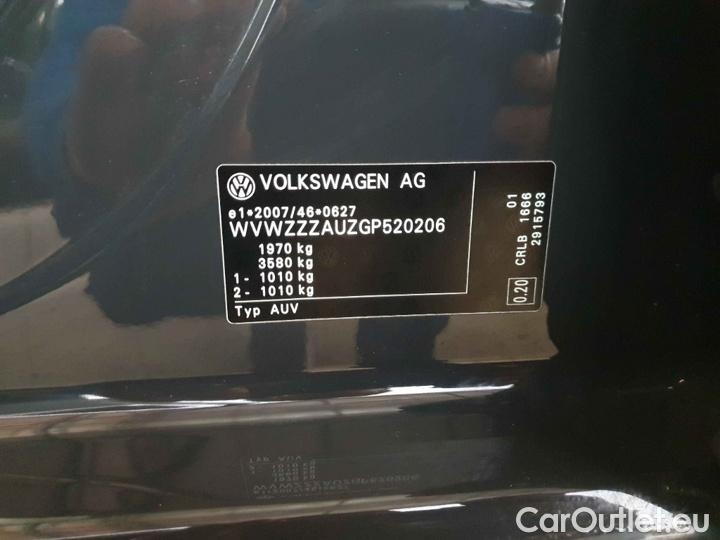 VOLKSWAGEN AG
e1*2007/46*0627
WVWZZZAUZGP520206
1970 kg
3580 kg
1- 1010 kg
2- 1010 kg
Typ AUV
01
CRLB 1666
2915793
0.20
CarOutlet.eu